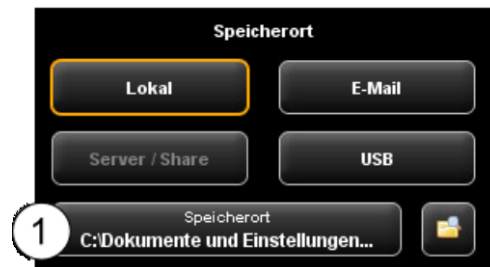 Speicherort
Lokal
E-Mail
Server / Share
USB
1
Speicherort
C:\Dokumente und Einstellungen...